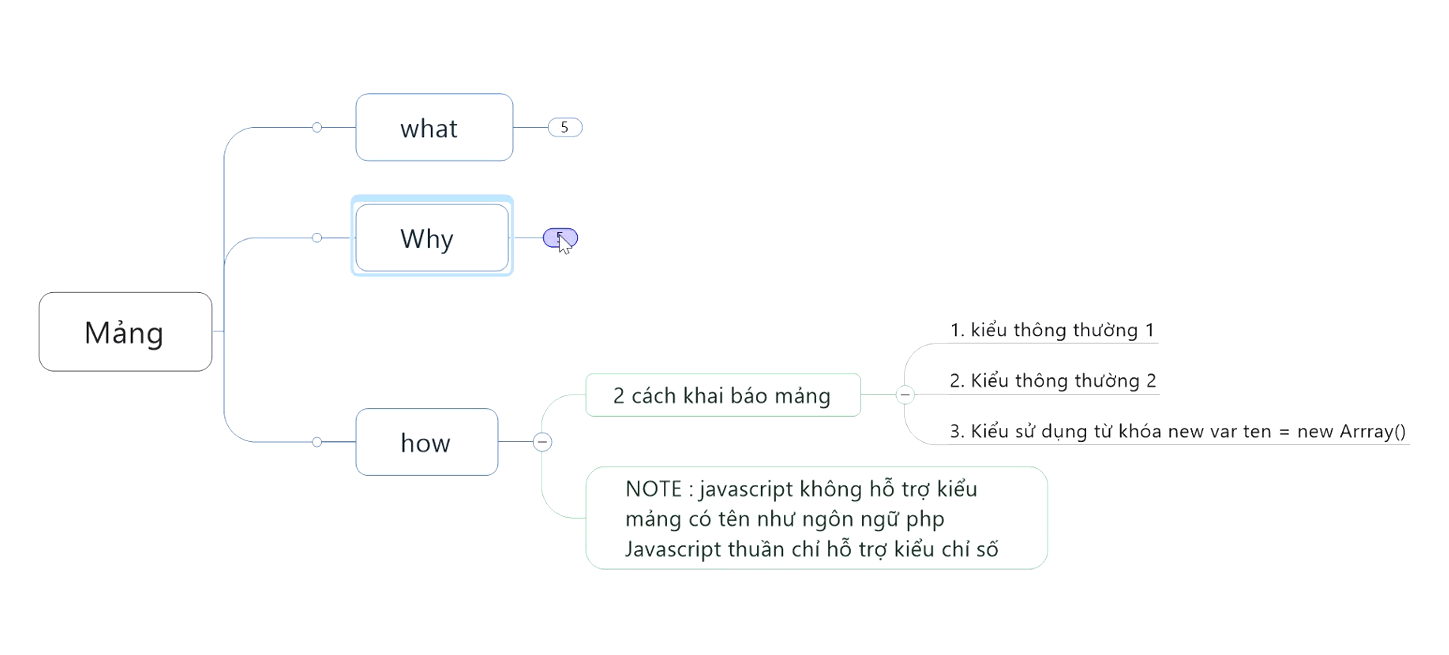 what
5
Why
5
Mảng
how
2 cách khai báo mảng
1. kiểu thông thường 1
2. Kiểu thông thường 2
3. Kiểu sử dụng từ khóa new var ten = new Arrray()
NOTE : javascript không hỗ trợ kiểu
mảng có tên như ngôn ngữ php
Javascript thuần chỉ hỗ trợ kiểu chỉ số